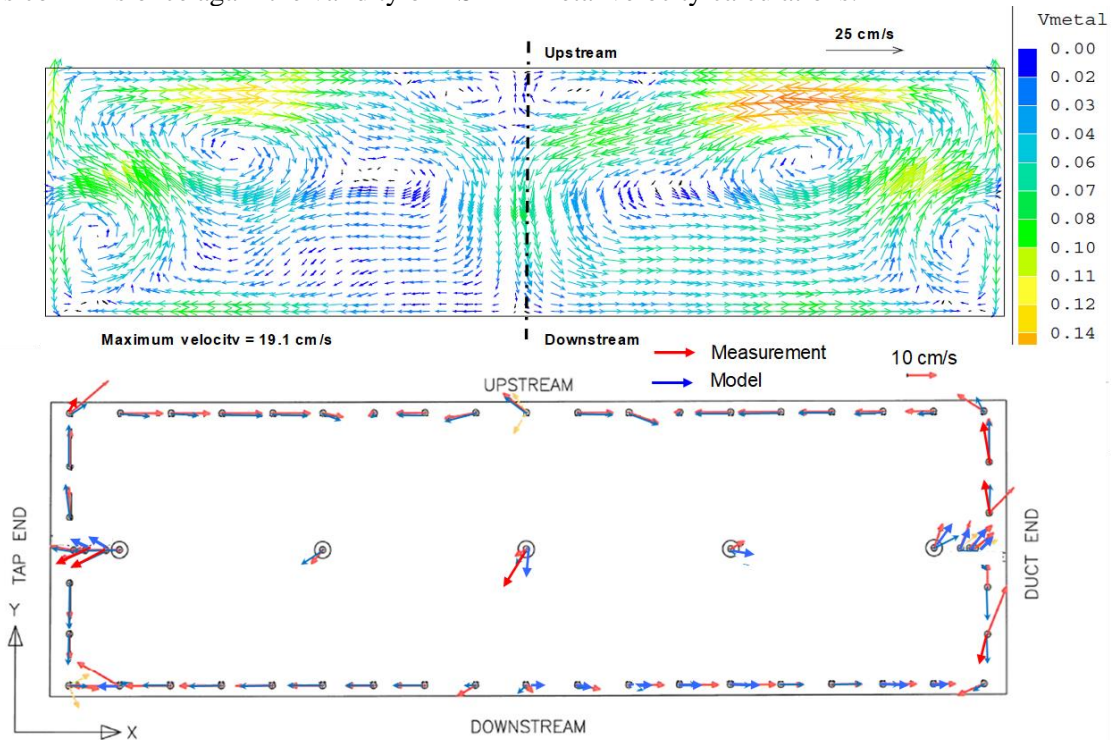 Vmetal
25 cm/s
Upstream
0.00
0.02
0.03
0.04
0.06
0.07
0.08
0.10
0.11
0.12
0.14
Maximum velocity = 19.1 cm/s
Downstream
Measurement
Model
10 cm/s
UPSTREAM
TAP END
DUCT END
Y
X
DOWNSTREAM